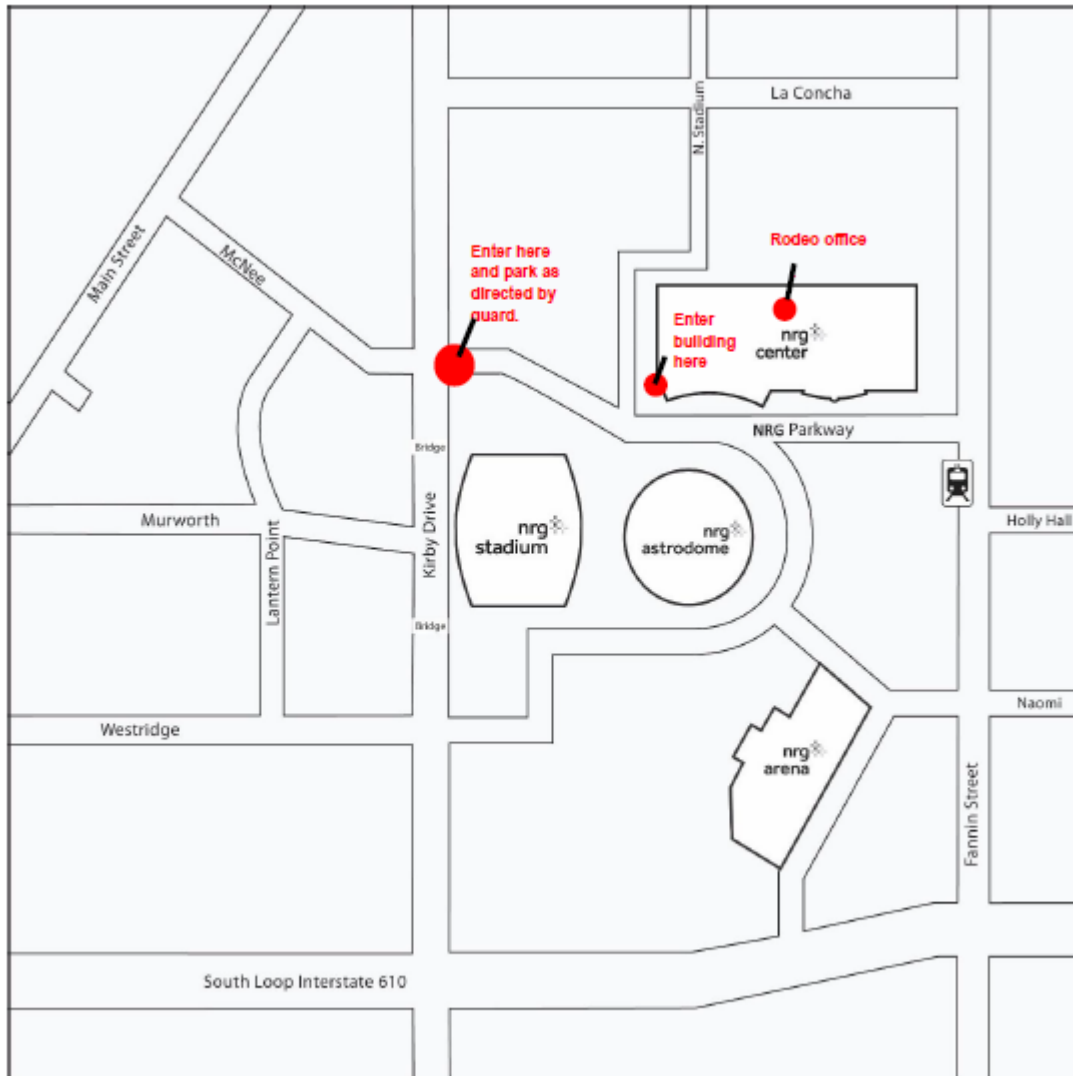 La Concha
N. Stadium
Main Street
McNee
Enter here
and park as
directed by
guard.
Rodeo office
Enter
building
here
nrg
center
NRG Parkway
Bridge
Murworth
Kirby Drive
nrg
stadium
nrg
astrodome
Holly Hall
Lantern Point
Bridge
Westridge
Naomi
nrg
arena
Fannin Street
South Loop Interstate 610